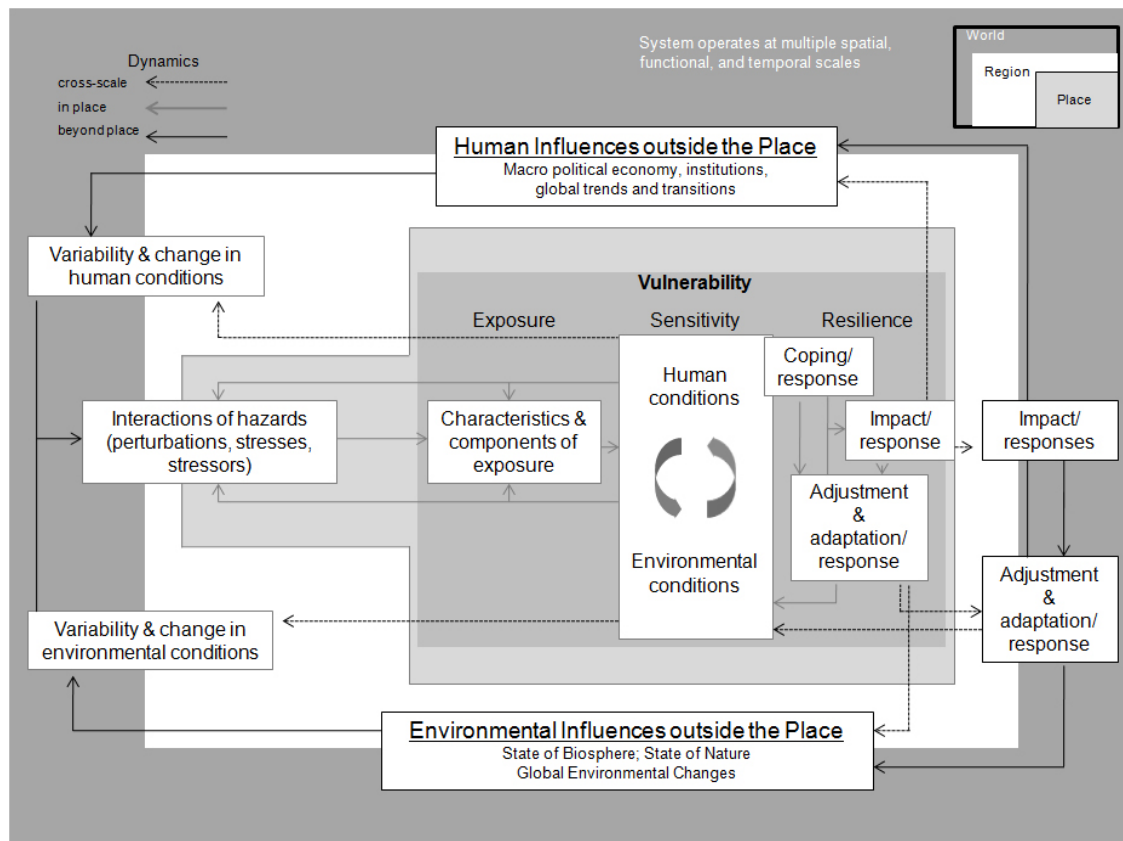 Dynamics
cross-scale
in place
beyond place
System operates at multiple spatial,
functional, and temporal scales
World
Region
Place
Human Influences outside the Place
Macro political economy, institutions,
global trends and transitions
Variability & change in
human conditions
Vulnerability
Exposure
Sensitivity
Resilience
Coping/
response
Human
conditions
Interactions of hazards
(perturbations, stresses,
stressors)
Characteristics &
components of
exposure
Impact/
response
Impact/
responses
Adjustment
&
adaptation/
response
Environmental
conditions
Adjustment
&
adaptation/
response
Variability & change in
environmental conditions
Environmental Influences outside the Place
State of Biosphere; State of Nature
Global Environmental Changes